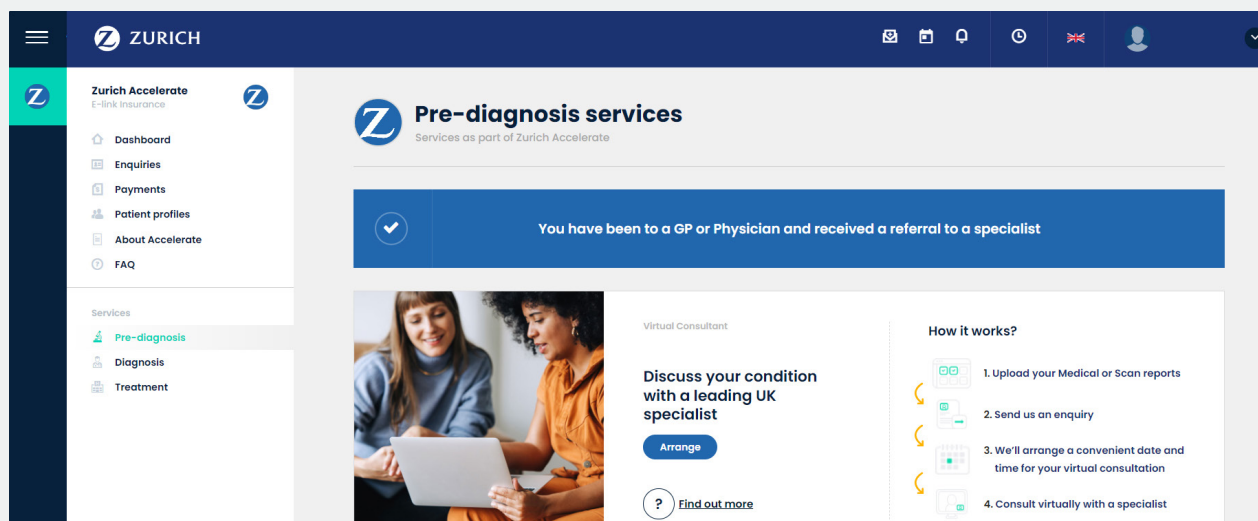 Z ZURICH
Z
Zurich Accelerate
E-link Insurance
Z
Dashboard
Enquiries
Payments
Patient profiles
About Accelerate
FAQ
Services
Pre-diagnosis
Diagnosis
Treatment
Z
Pre-diagnosis services
Services as part of Zurich Accelerate
You have been to a GP or Physician and received a referral to a specialist
Virtual Consultant
Discuss your condition
with a leading UK
specialist
Arrange
? Find out more
How it works?
1. Upload your Medical or Scan reports
2. Send us an enquiry
3. We'll arrange a convenient date and
time for your virtual consultation
4. Consult virtually with a specialist